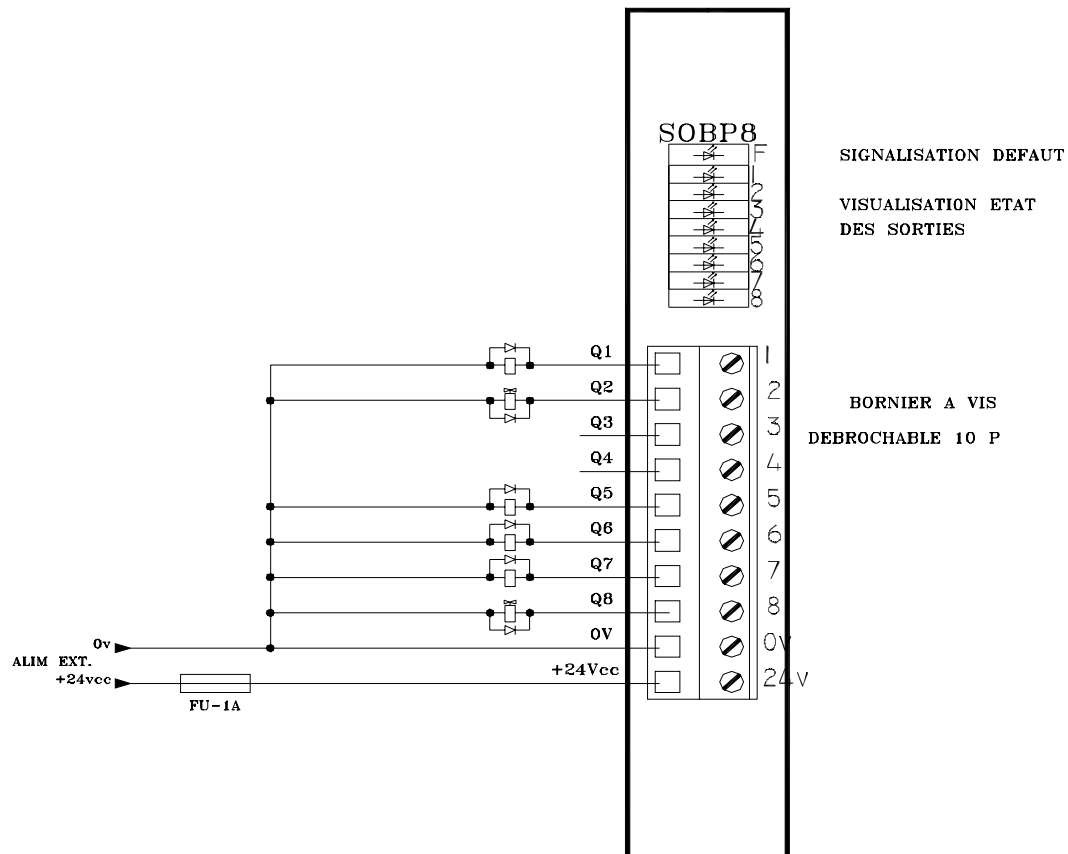 SOBP8
F
SIGNALISATION DEFAUT
1
2
VISUALISATION ETAT
3
DES SORTIES
4
5
6
7
8
Q1
1
Q2
2
BORNIER A VIS
Q3
3
DEBROCHABLE 10 P
Q4
4
Q5
5
Q6
6
Q7
7
Q8
8
0v
0V
0V
ALIM EXT.
+24vcc
+24Vcc
24V
FU-1A